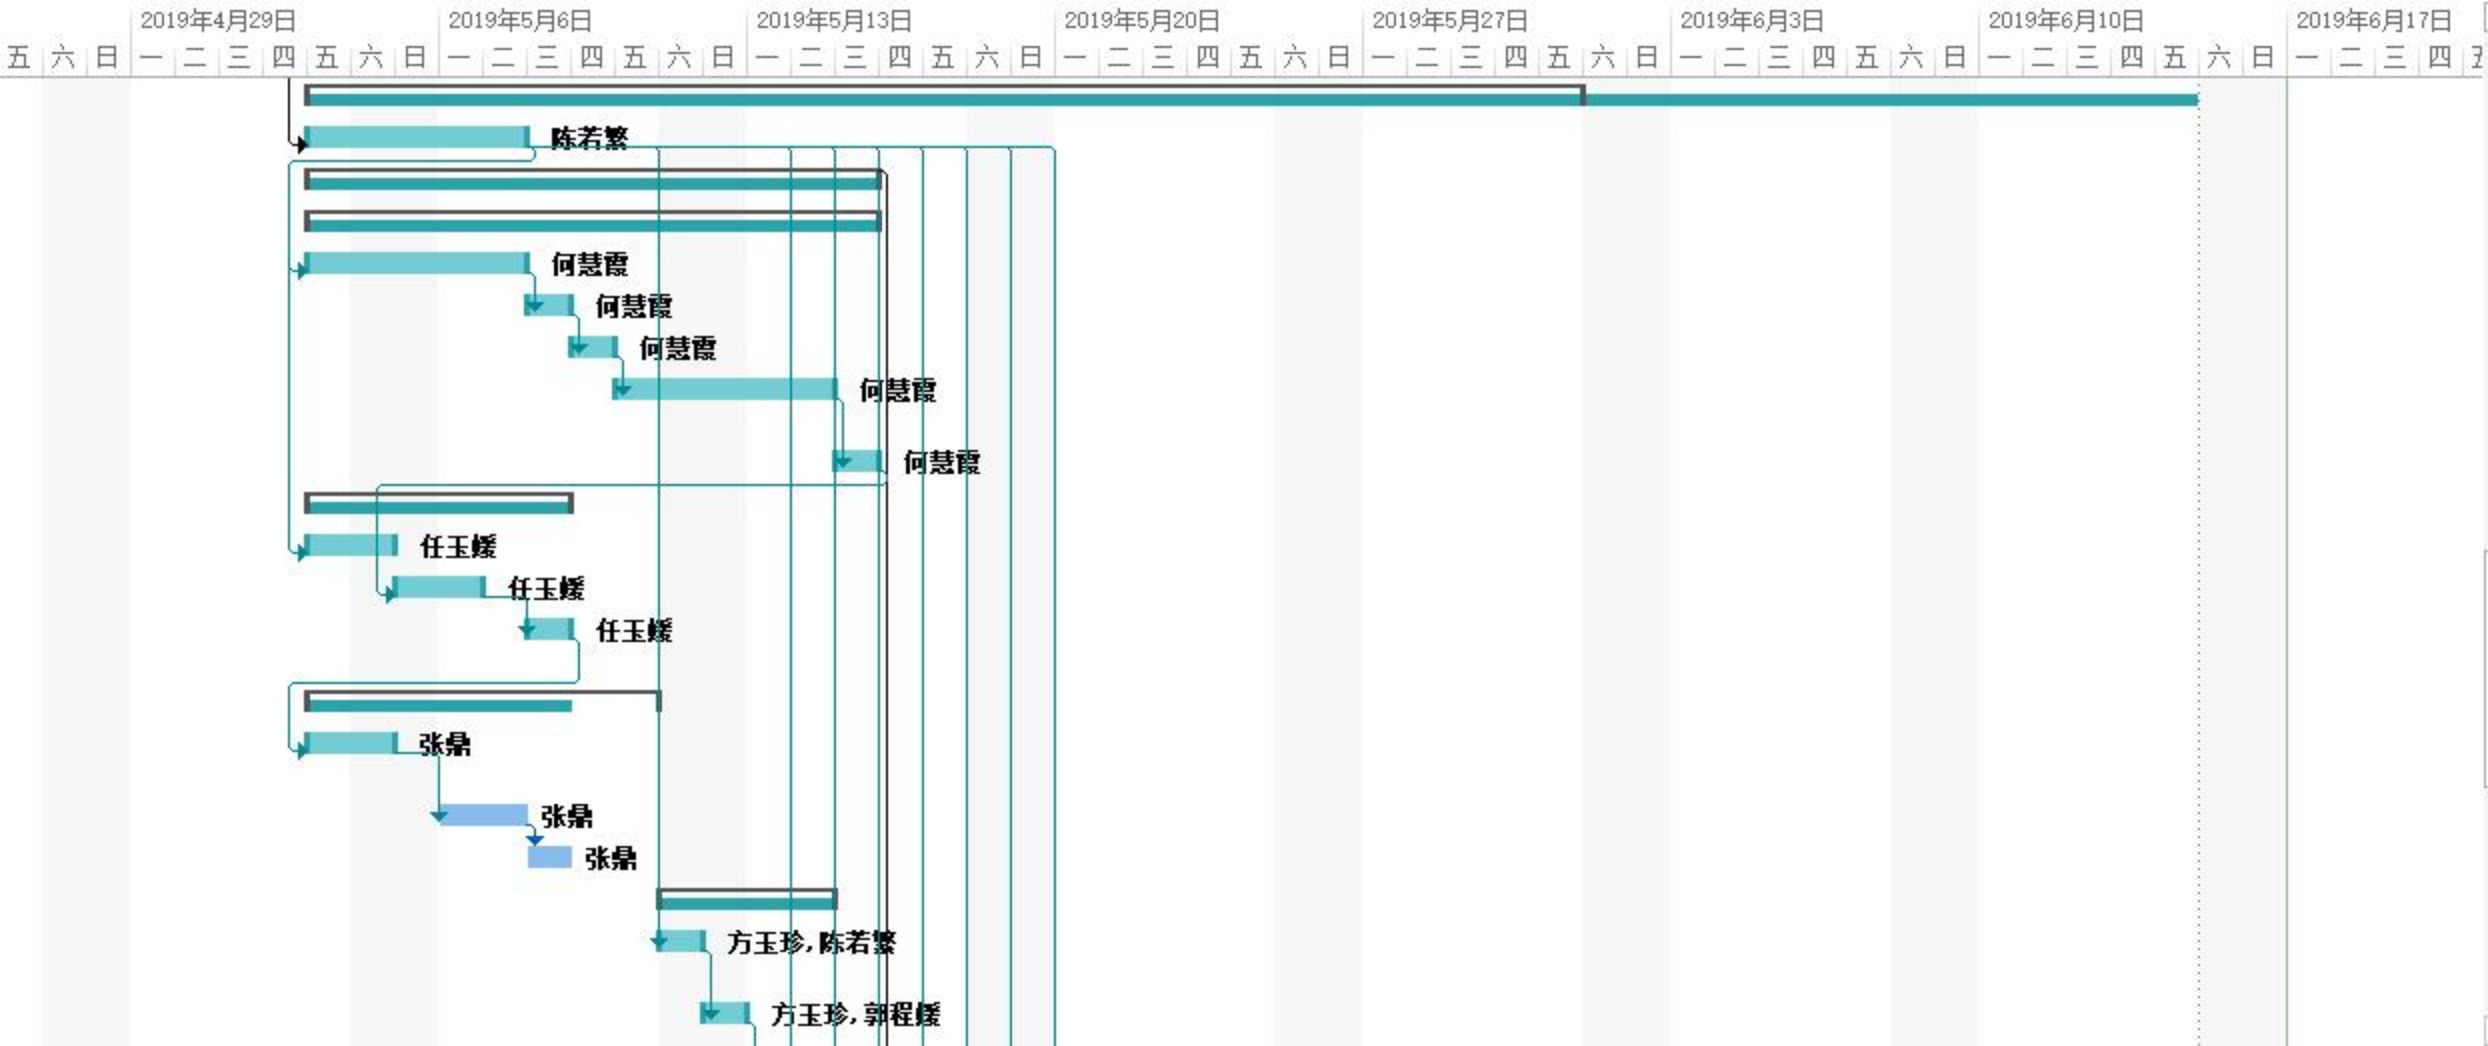 2019年4月29日 2019年5月6日 2019年5月13日 2019年5月20日 2019年5月27日 2019年6月3日 2019年6月10日 2019年6月17日
五 六 日 一 二 三 四 五 六 日 一 二 三 四 五 六 日 一 二 三 四 五 六 日 一 二 三 四 五 六 日 一 二 三 四 五 六 日 一 二 三 四 五 六 日 一 二 三 四 五 六 日 一 二 三 四
陈若繁
何慧霞
何慧霞
何慧霞
何慧霞
何慧霞
任玉媛
任玉媛
任玉媛
张鼎
张鼎
张鼎
方玉珍,陈若繁
方玉珍,郭程媛